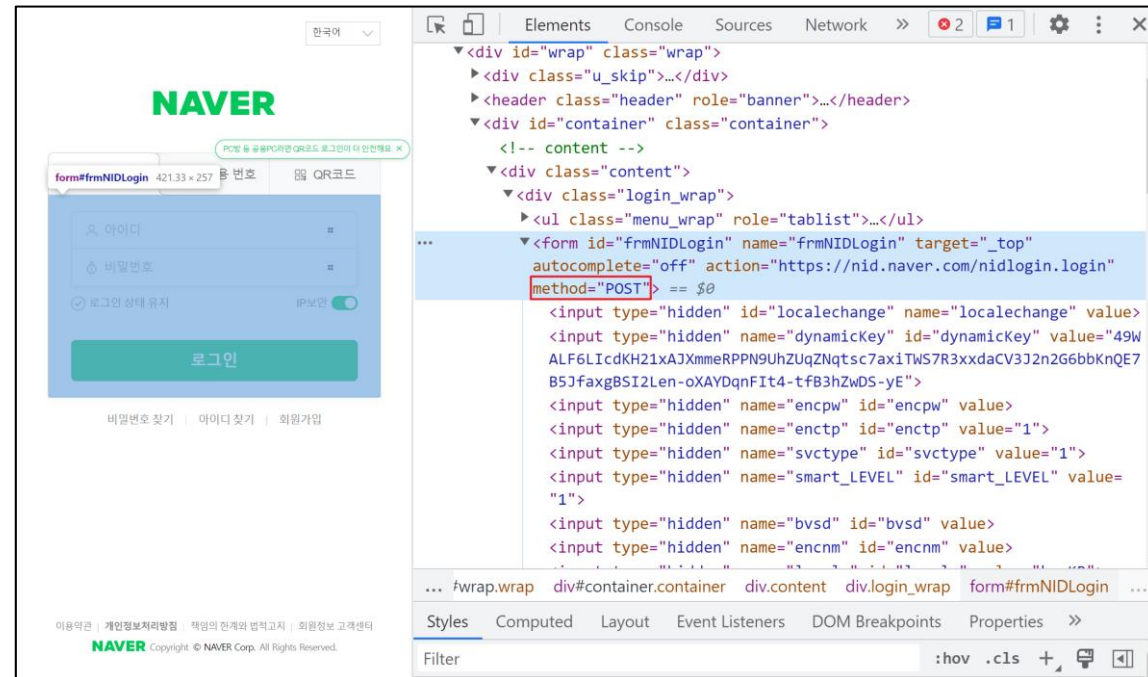 한국어
NAVER
PC방 등 공용PC라면 QR코드 로그인이 더 안전해요. ×
form#frmNIDLogin 421.33 × 257
용 번호
QR코드
아이디
비밀번호
로그인 상태 유지
IP보안
로그인
비밀번호 찾기 | 아이디 찾기 | 회원가입
이용약관 | 개인정보처리방침 | 책임의 한계와 법적고지 | 회원정보 고객센터
NAVER Copyright © NAVER Corp. All Rights Reserved.
Elements Console Sources Network » 2 1
▼<div id="wrap" class="wrap">
▶<div class="u_skip">…</div>
▶<header class="header" role="banner">…</header>
▼<div id="container" class="container">
<!-- content -->
▼<div class="content">
▼<div class="login_wrap">
▶<ul class="menu_wrap" role="tablist">…</ul>
… ▼<form id="frmNIDLogin" name="frmNIDLogin" target="_top"
autocomplete="off" action="https://nid.naver.com/nidlogin.login"
method="POST"> == $0
<input type="hidden" id="localechange" name="localechange" value>
<input type="hidden" name="dynamicKey" id="dynamicKey" value="49W
ALF6LIcdKH21xAJXmmeRPPN9UhZUqZNqtsc7axiTWS7R3xxdaCV3J2n2G6bbKnQE7
B5JfaxgBSI2Len-oXAYDqnFIt4-tfB3hZwDS-yE">
<input type="hidden" name="encpw" id="encpw" value>
<input type="hidden" name="enctp" id="enctp" value="1">
<input type="hidden" name="svctype" id="svctype" value="1">
<input type="hidden" name="smart_LEVEL" id="smart_LEVEL" value=
"1">
<input type="hidden" name="bvsd" id="bvsd" value>
<input type="hidden" name="encnm" id="encnm" value>
… #wrap.wrap div#container.container div.content div.login_wrap form#frmNIDLogin …
Styles Computed Layout Event Listeners DOM Breakpoints Properties »
Filter :hov .cls +